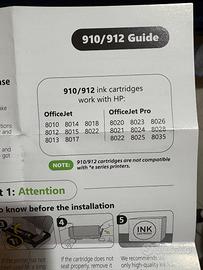 910/912 Guide
910/912 ink cartridges
work with HP:
OfficeJet
8010 8014 8018
8012 8015 8022
8013 8017
OfficeJet Pro
8020 8023 8026
8021 8024 8028
8022 8025 8035
NOTE: 910/912 cartridges are not compatible
with *e series printers.
t 1: Attention
o know before the installation
4
5
INK
If the cartridge does not
seat properly, remove it
We recommends
only high-quality